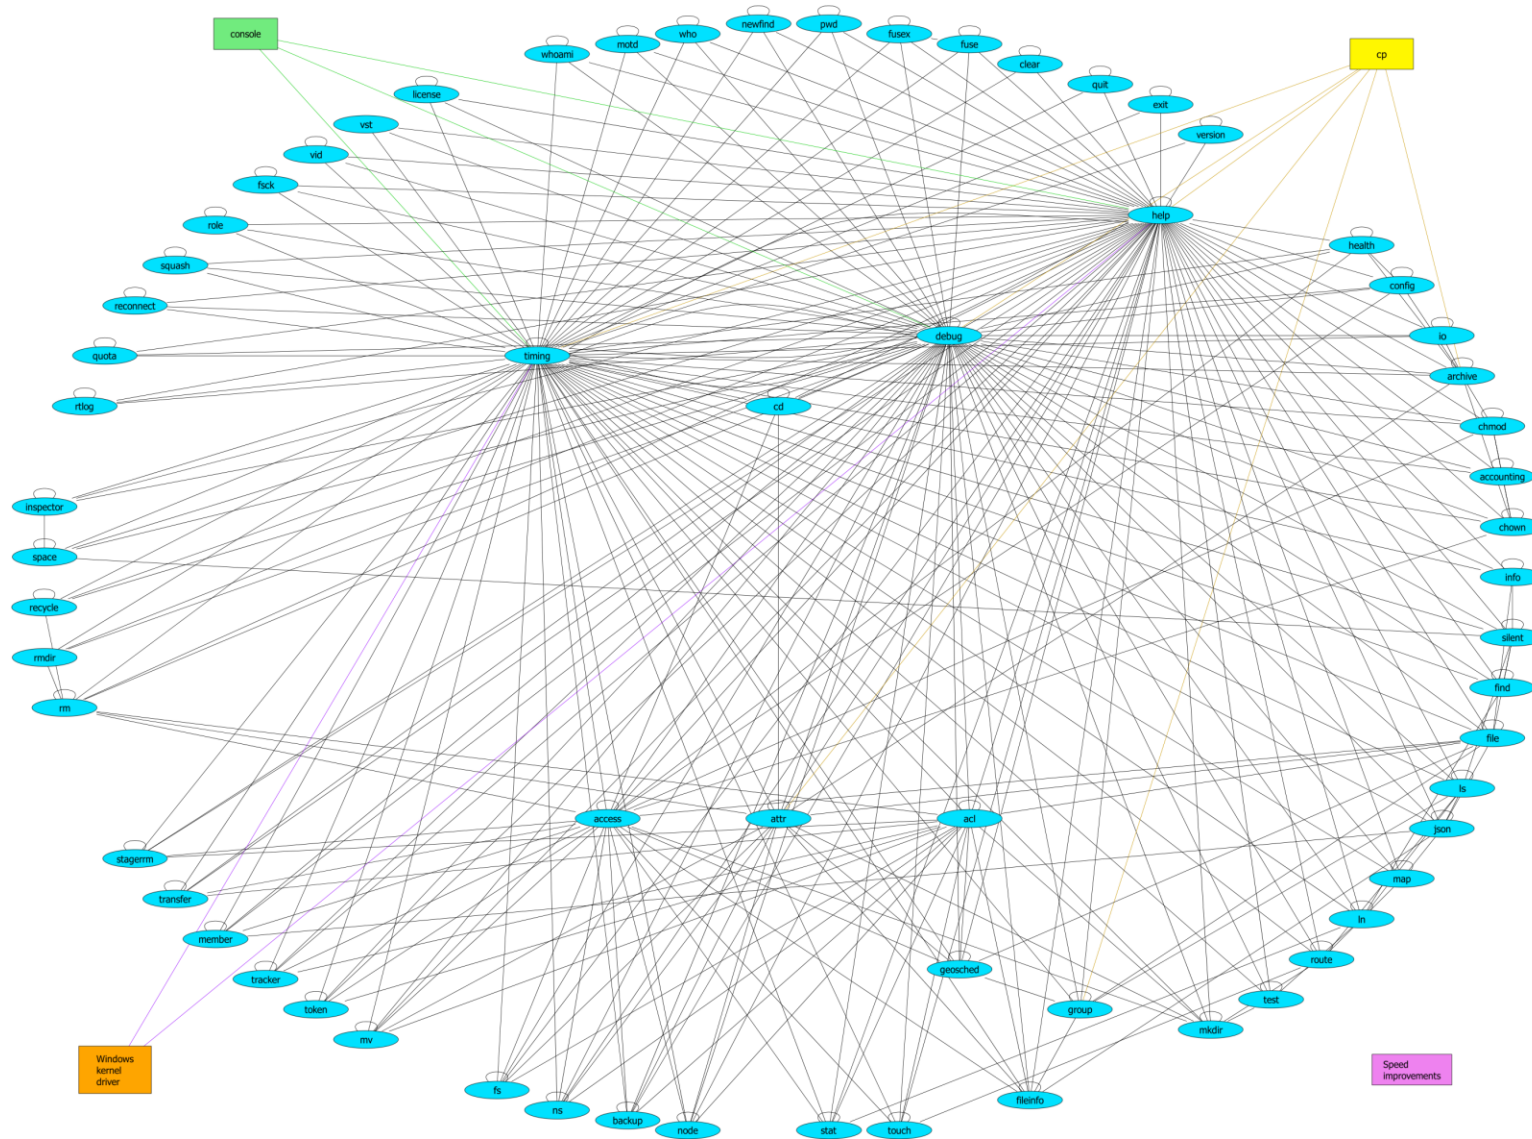 newfind
pwd
who
fusex
console
motd
fuse
whoami
cp
clear
quit
license
exit
vst
version
vid
fsck
help
role
health
squash
config
reconnect
debug
io
quota
timing
archive
rtlog
cd
chmod
accounting
inspector
chown
space
info
recycle
silent
rmdir
find
rm
file
ls
access
attr
acl
json
stagerrm
map
transfer
ln
member
route
geosched
tracker
test
token
group
mkdir
mv
Windows
kernel
driver
Speed
improvements
fs
fileinfo
ns
backup
node
stat
touch